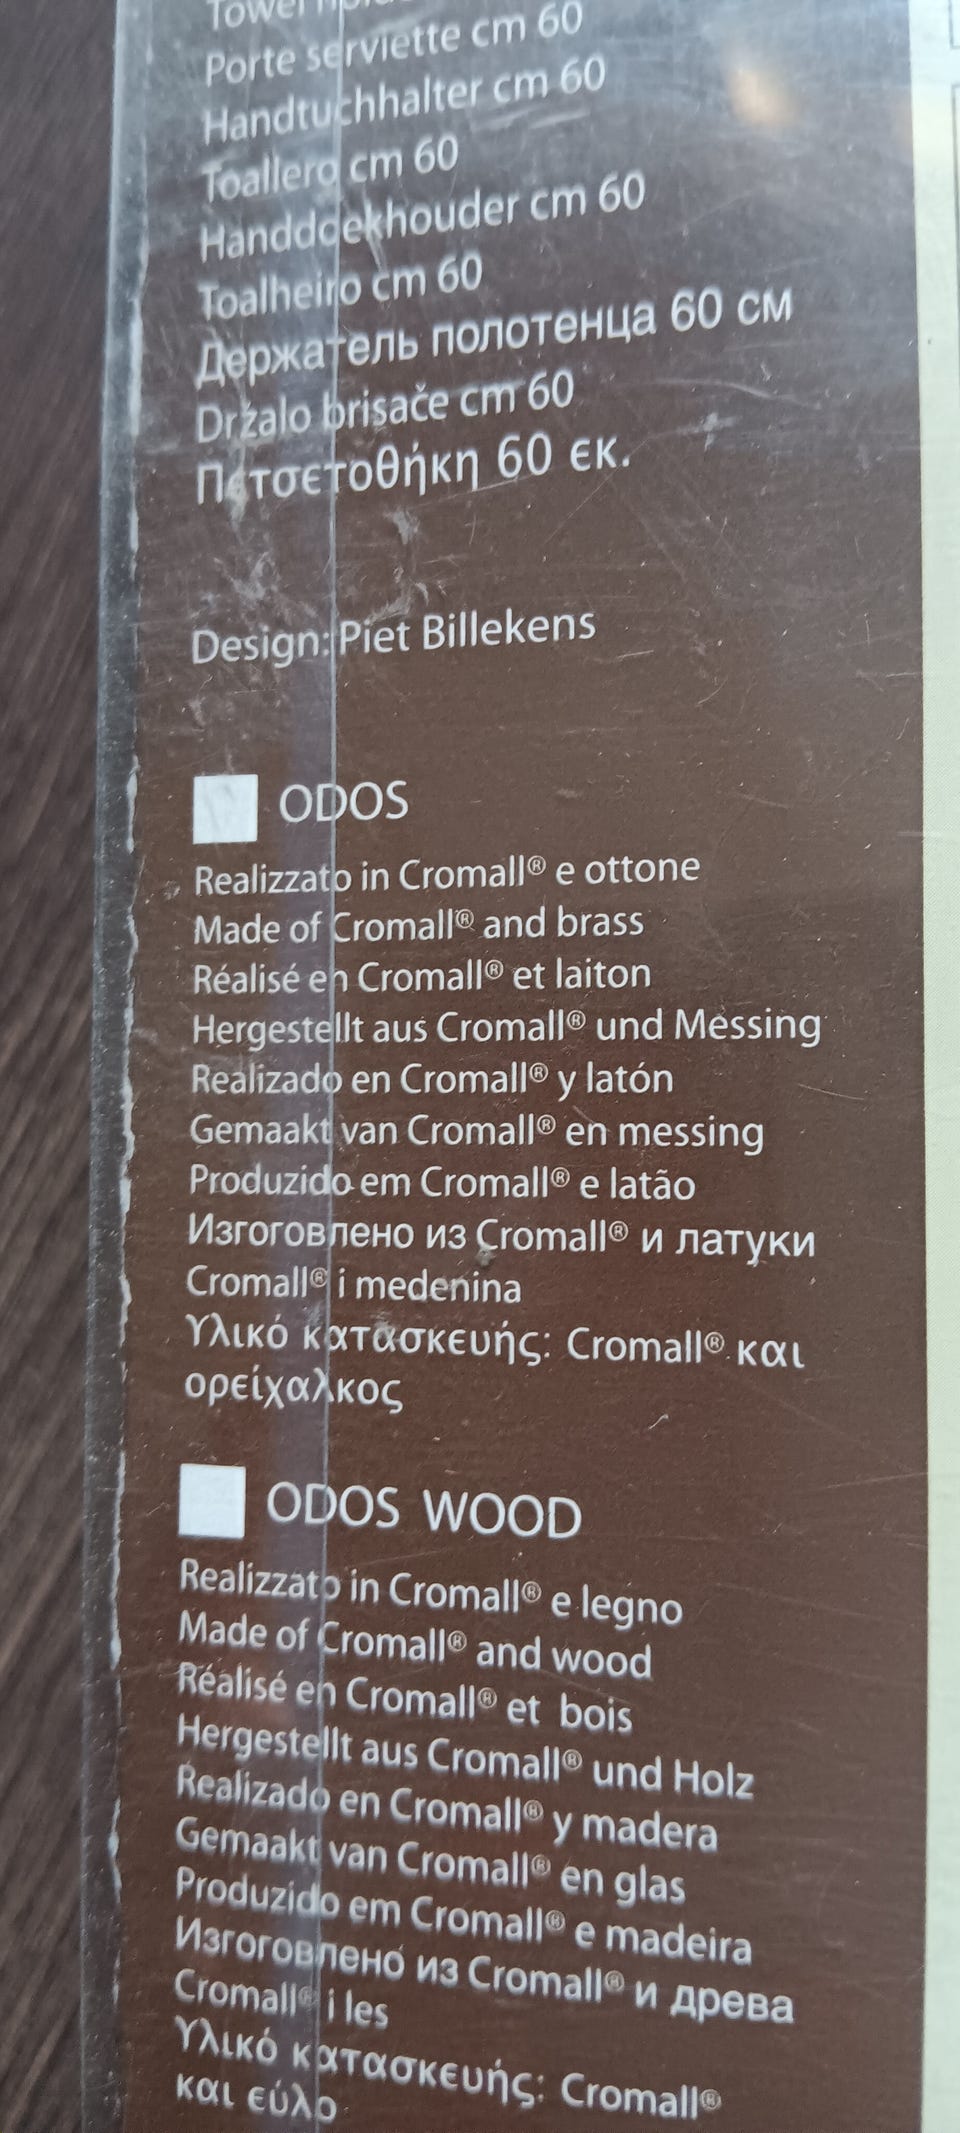 Towel
Porte serviette cm 60
Handtuchhalter cm 60
Toallero cm 60
Handdoekhouder cm 60
Toalheiro cm 60
Держатель полотенца 60 см
Držalo brisače cm 60
Πετσετοθήκη 60 εκ.
Design: Piet Billekens
ODOS
Realizzato in Cromall® e ottone
Made of Cromall® and brass
Réalisé en Cromall® et laiton
Hergestellt aus Cromall® und Messing
Realizado en Cromall® y latón
Gemaakt van Cromall® en messing
Produzido em Cromall® e latão
Изгоговлено из Cromall® и латуки
Cromall® i medenina
Υλικό κατασκευής: Cromall® και
ορείχαλκος
ODOS WOOD
Realizzato in Cromall® e legno
Made of Cromall® and wood
Réalisé en Cromall® et bois
Hergestellt aus Cromall® und Holz
Realizado en Cromall® y madera
Gemaakt van Cromall® en glas
Produzido em Cromall® e madeira
Изгоговлено из Cromall® и древа
Cromall® i les
Υλικό κατασκευής: Cromall®
και εύλο